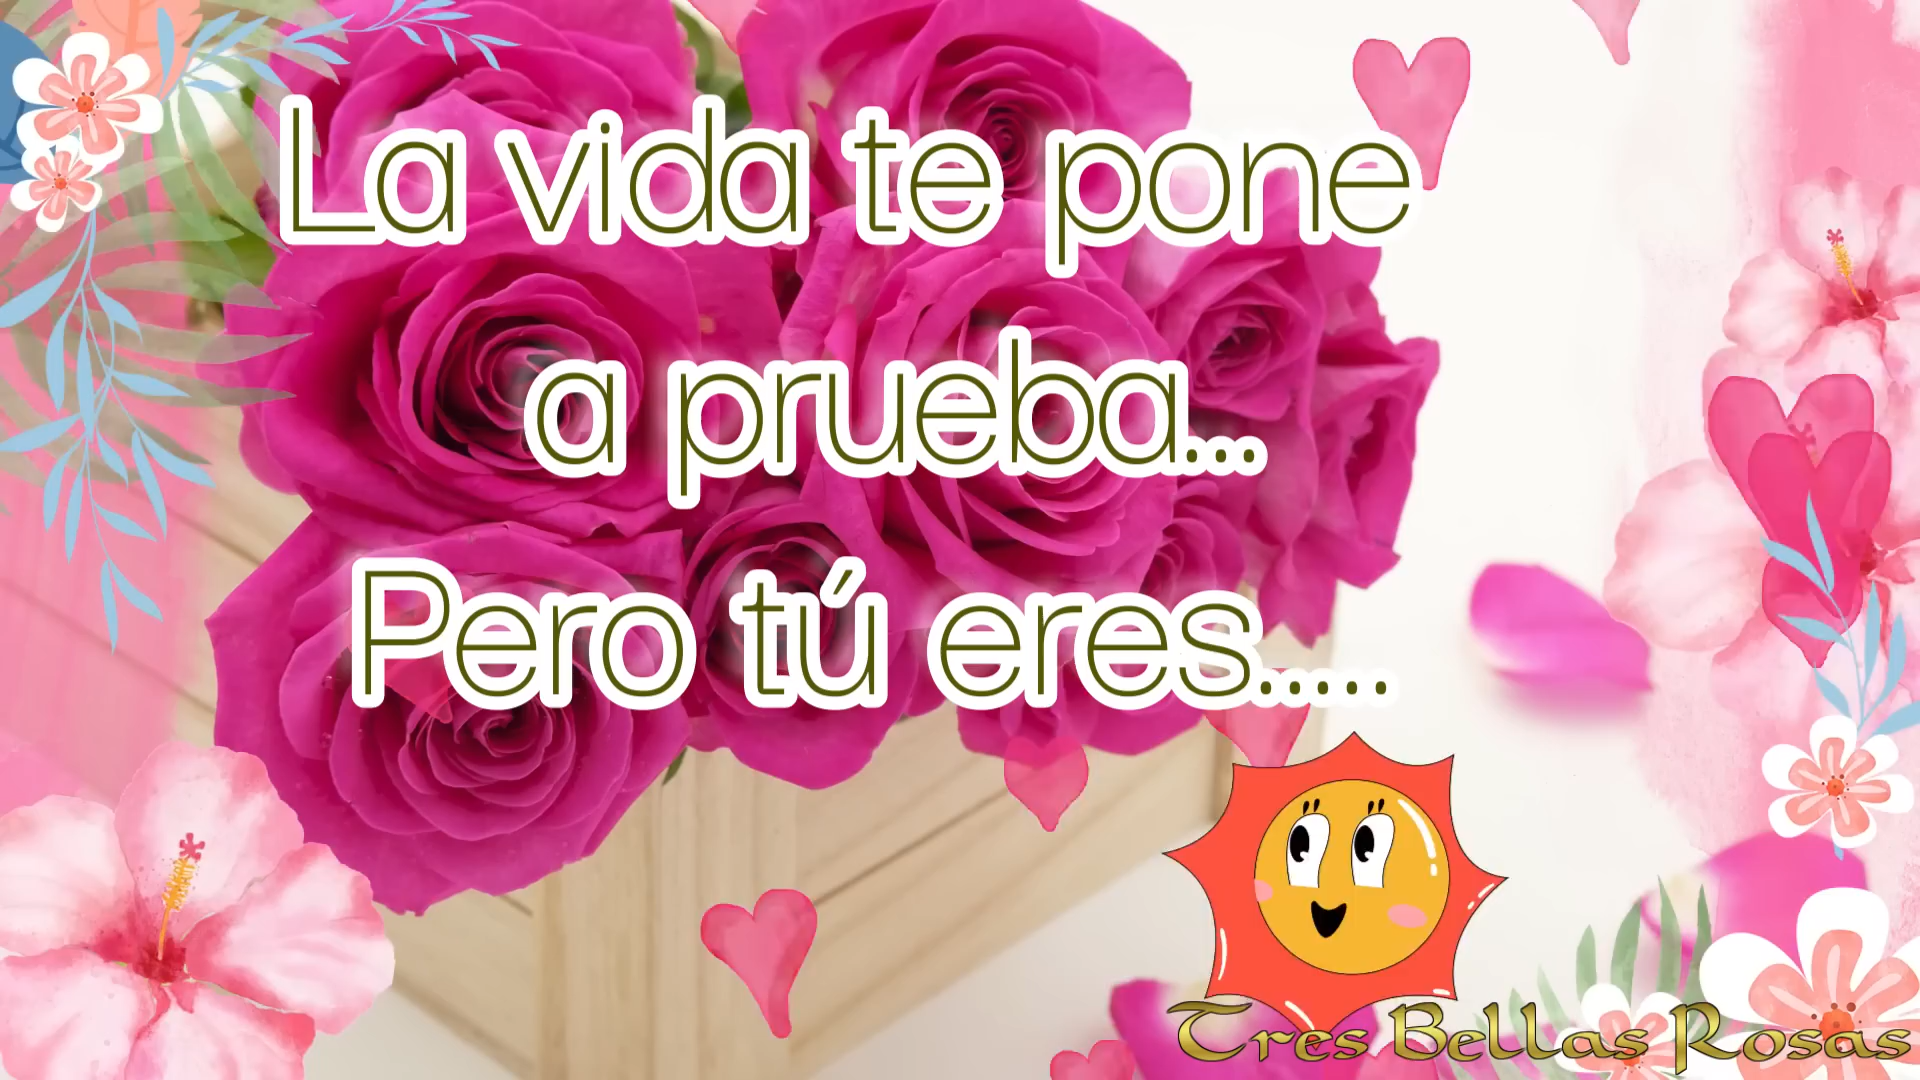 La vida te pone
a prueba...
Pero tú eres.....
Tres Bellas Rosas